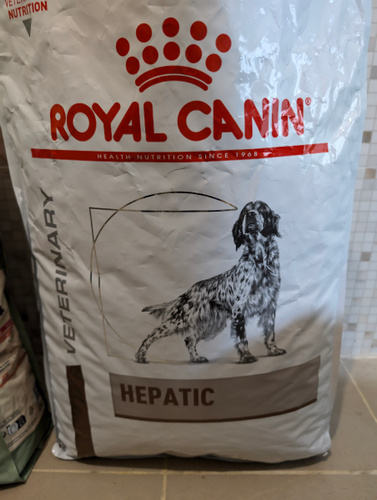 NUTRITION
ROYAL CANIN®
HEALTH NUTRITION SINCE 1968
VETERINARY
HEPATIC